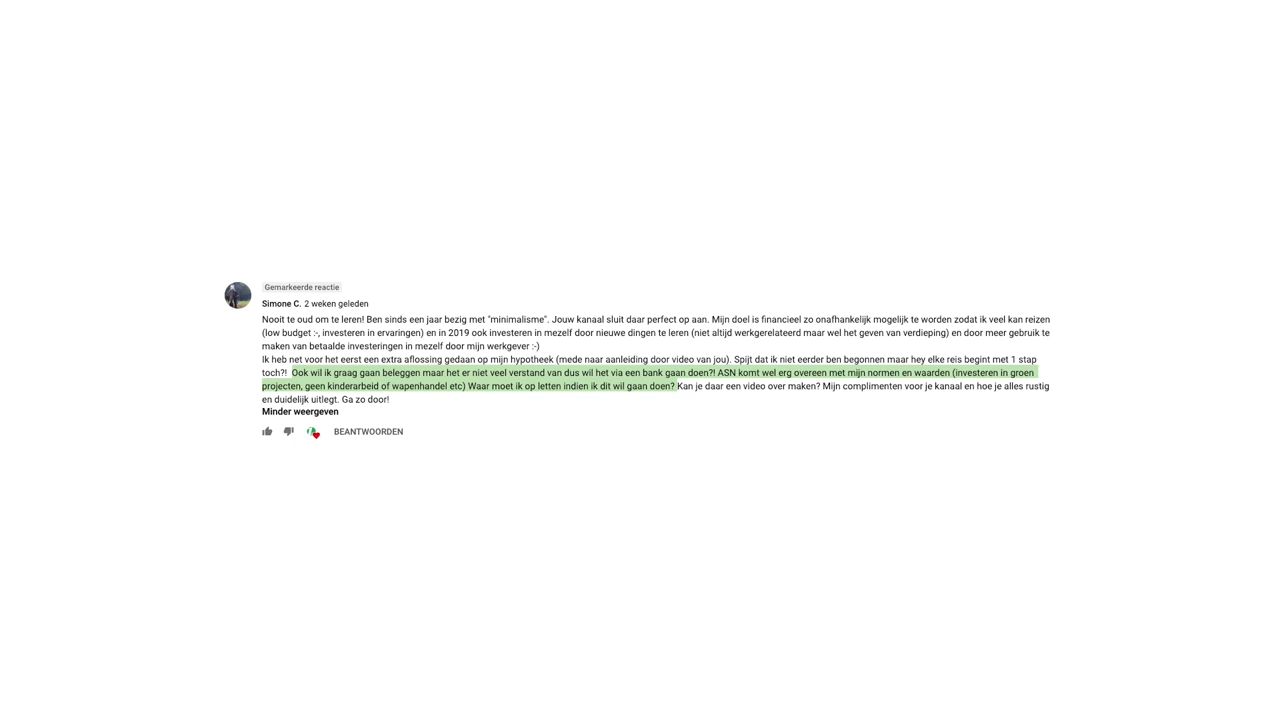 Gemarkeerde reactie
Simone C. 2 weken geleden
Nooit te oud om te leren! Ben sinds een jaar bezig met "minimalisme". Jouw kanaal sluit daar perfect op aan. Mijn doel is financieel zo onafhankelijk mogelijk te worden zodat ik veel kan reizen
(low budget :-, investeren in ervaringen) en in 2019 ook investeren in mezelf door nieuwe dingen te leren (niet altijd werkgerelateerd maar wel het geven van verdieping) en door meer gebruik te
maken van betaalde investeringen in mezelf door mijn werkgever :-)
Ik heb net voor het eerst een extra aflossing gedaan op mijn hypotheek (mede naar aanleiding door video van jou). Spijt dat ik niet eerder ben begonnen maar hey elke reis begint met 1 stap
toch?! Ook wil ik graag gaan beleggen maar het er niet veel verstand van dus wil het via een bank gaan doen?! ASN komt wel erg overeen met mijn normen en waarden (investeren in groen
projecten, geen kinderarbeid of wapenhandel etc) Waar moet ik op letten indien ik dit wil gaan doen? Kan je daar een video over maken? Mijn complimenten voor je kanaal en hoe je alles rustig
en duidelijk uitlegt. Ga zo door!
Minder weergeven
BEANTWOORDEN